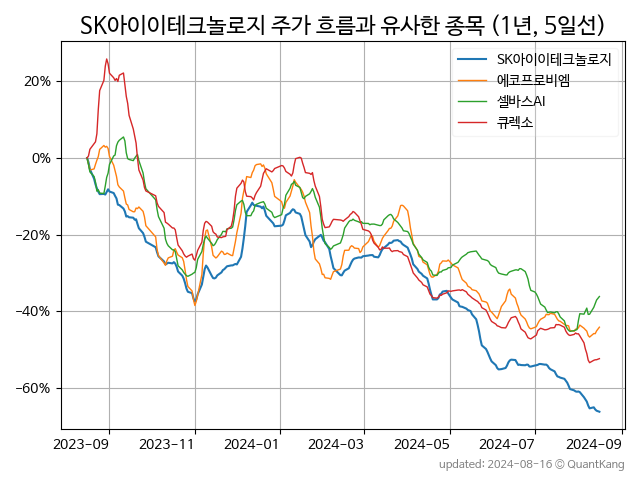 SK아이이테크놀로지 주가 흐름과 유사한 종목 (1년, 5일선)
SK아이이테크놀로지
에코프로비엠
셀바스AI
큐렉소
20%
0%
−20%
−40%
−60%
2023-09 2023-11 2024-01 2024-03 2024-05 2024-07 2024-09
updated: 2024-08-16 © QuantKang